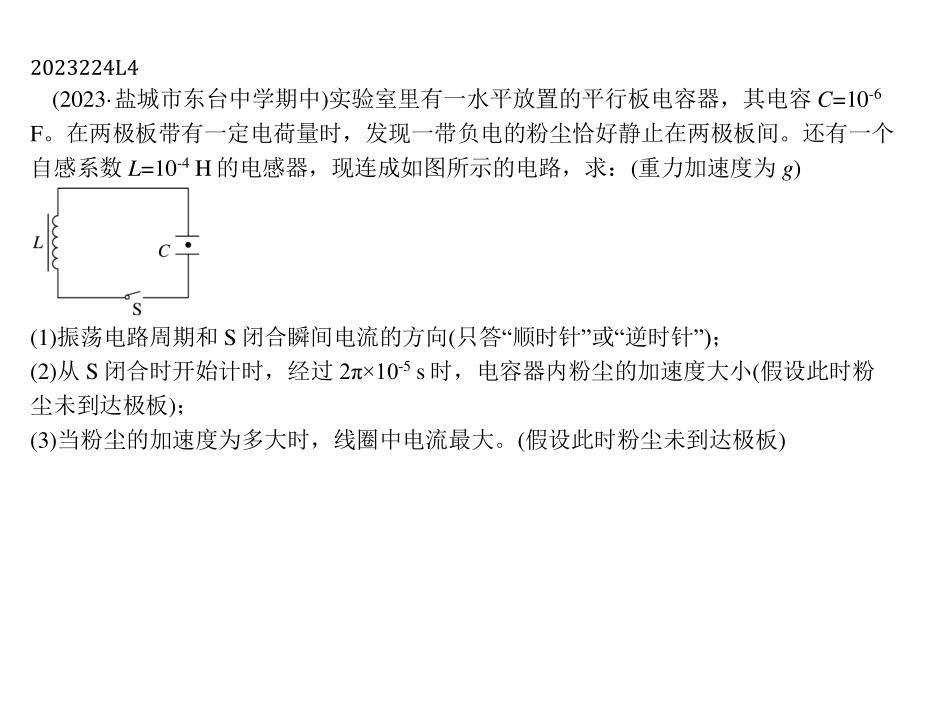 2023224L4
(2023·盐城市东台中学期中)实验室里有一水平放置的平行板电容器，其电容 C=10⁻⁶
F。在两极板带有一定电荷量时，发现一带负电的粉尘恰好静止在两极板间。还有一个
自感系数 L=10⁻⁴ H 的电感器，现连成如图所示的电路，求：(重力加速度为 g)
L
C
S
(1)振荡电路周期和 S 闭合瞬间电流的方向(只答“顺时针”或“逆时针”)；
(2)从 S 闭合时开始计时，经过 2π×10⁻⁵ s 时，电容器内粉尘的加速度大小(假设此时粉
尘未到达极板)；
(3)当粉尘的加速度为多大时，线圈中电流最大。(假设此时粉尘未到达极板)